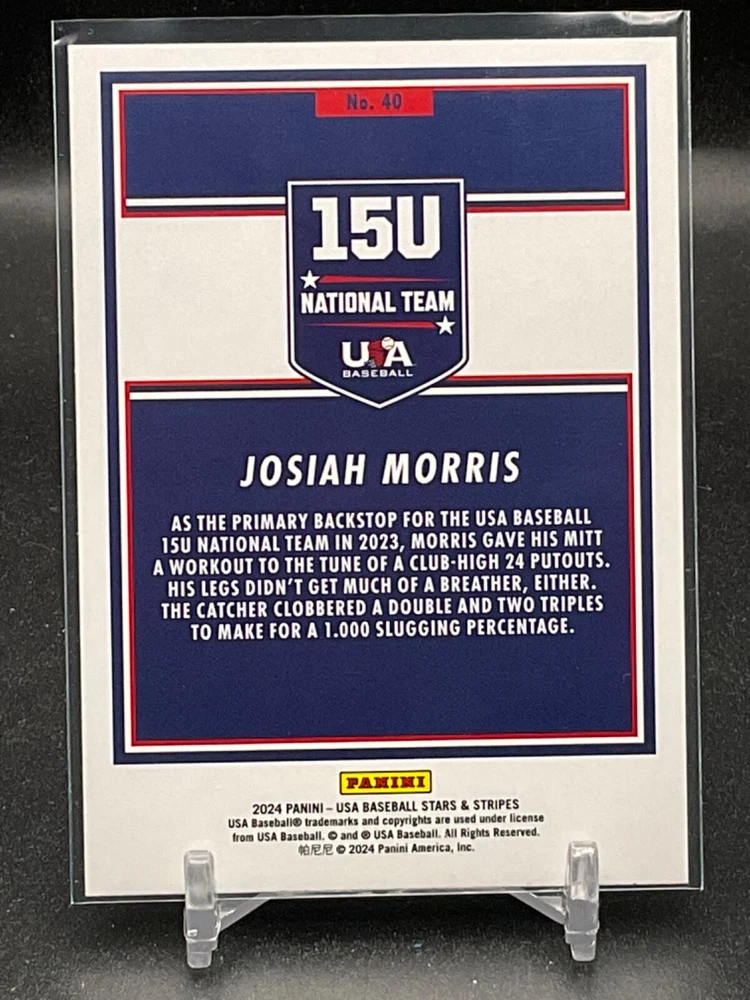 No. 40
15U
NATIONAL TEAM
USA
BASEBALL
JOSIAH MORRIS
AS THE PRIMARY BACKSTOP FOR THE USA BASEBALL
15U NATIONAL TEAM IN 2023, MORRIS GAVE HIS MITT
A WORKOUT TO THE TUNE OF A CLUB-HIGH 24 PUTOUTS.
HIS LEGS DIDN'T GET MUCH OF A BREATHER, EITHER.
THE CATCHER CLOBBERED A DOUBLE AND TWO TRIPLES
TO MAKE FOR A 1.000 SLUGGING PERCENTAGE.
PANINI
2024 PANINI – USA BASEBALL STARS & STRIPES
USA Baseball® trademarks and copyrights are used under license
from USA Baseball. © and ® USA Baseball. All Rights Reserved.
帕尼尼 © 2024 Panini America, Inc.